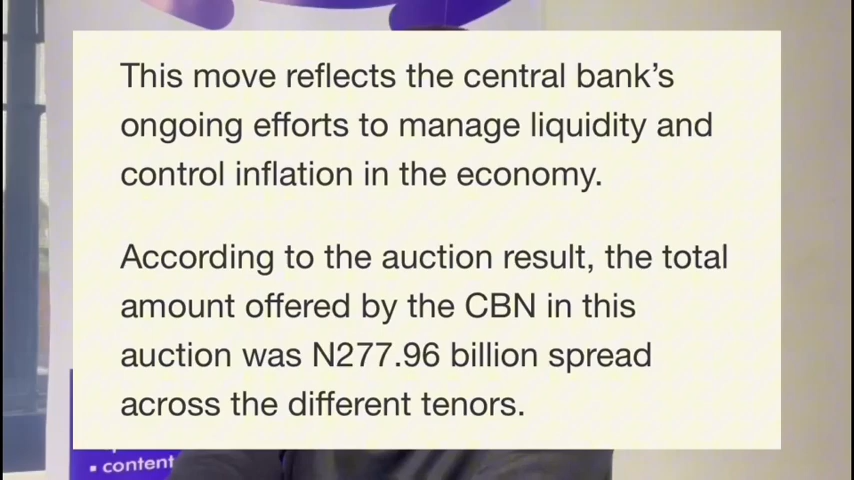 This move reflects the central bank’s
ongoing efforts to manage liquidity and
control inflation in the economy.
According to the auction result, the total
amount offered by the CBN in this
auction was N277.96 billion spread
across the different tenors.
▪ content